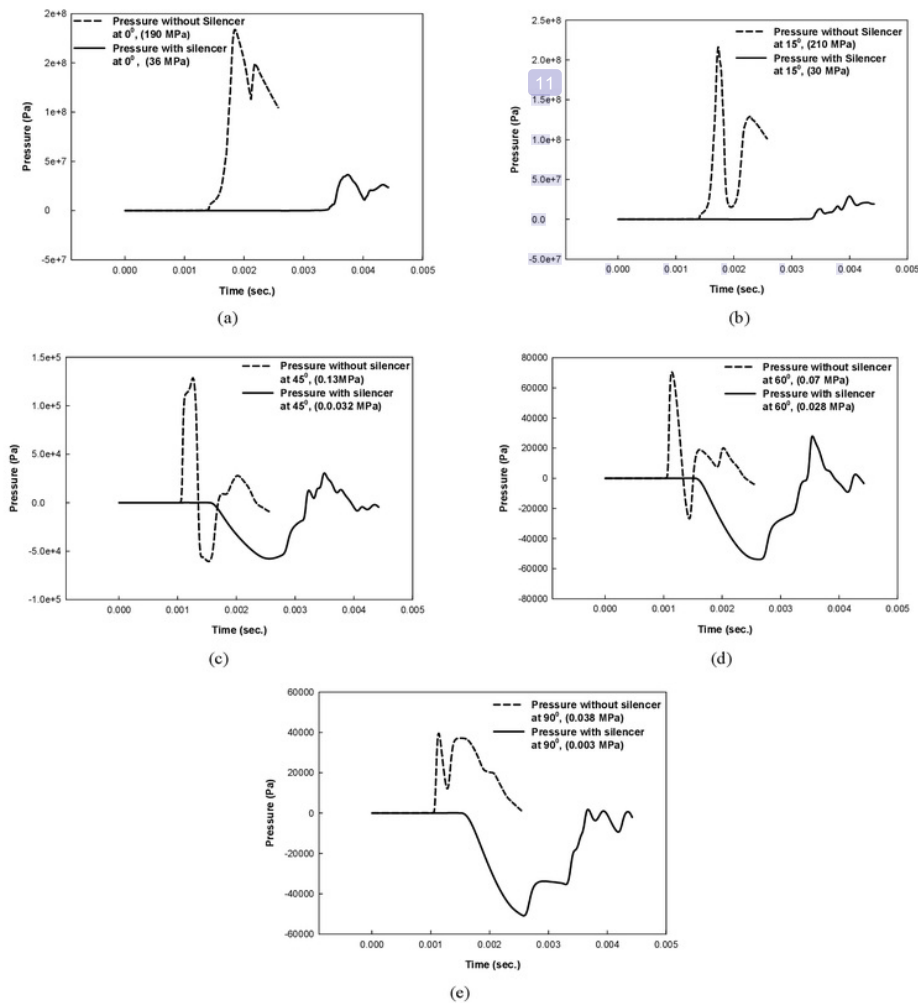 2e+8
2e+8
1e+8
5e+7
0
-5e+7
Pressure (Pa)
Pressure without Silencer
at 0⁰, (190 MPa)
Pressure with silencer
at 0⁰, (36 MPa)
0.000 0.001 0.002 0.003 0.004 0.005
Time (sec.)
(a)
2.5e+8
2.0e+8
11
1.5e+8
1.0e+8
5.0e+7
0.0
-5.0e+7
Pressure (Pa)
Pressure without Silencer
at 15⁰, (210 MPa)
Pressure with Silencer
at 15⁰, (30 MPa)
0.000 0.001 0.002 0.003 0.004 0.005
Time (sec.)
(b)
1.5e+5
1.0e+5
5.0e+4
0.0
-5.0e+4
-1.0e+5
Pressure (Pa)
Pressure without silencer
at 45⁰, (0.13MPa)
Pressure with silencer
at 45⁰, (0.0.032 MPa)
0.000 0.001 0.002 0.003 0.004 0.005
Time (sec.)
(c)
80000
60000
40000
20000
0
-20000
-40000
-60000
-80000
Pressure (Pa)
Pressure without silencer
at 60⁰, (0.07 MPa)
Pressure with silencer
at 60⁰, (0.028 MPa)
0.000 0.001 0.002 0.003 0.004 0.005
Time (sec.)
(d)
60000
40000
20000
0
-20000
-40000
-60000
Pressure (Pa)
Pressure without silencer
at 90⁰, (0.038 MPa)
Pressure with silencer
at 90⁰, (0.003 MPa)
0.000 0.001 0.002 0.003 0.004 0.005
Time (sec.)
(e)